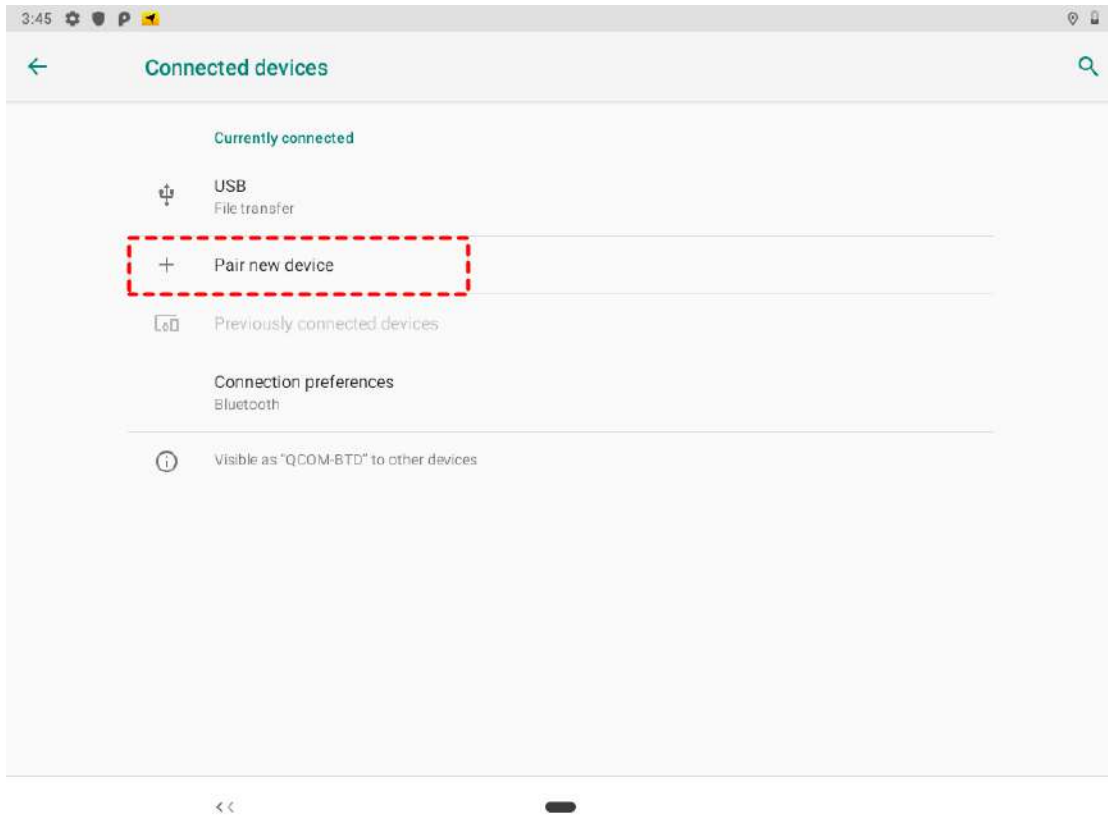 3:45
Connected devices
Currently connected
USB
File transfer
Pair new device
Previously connected devices
Connection preferences
Bluetooth
Visible as "QCOM-BTD" to other devices